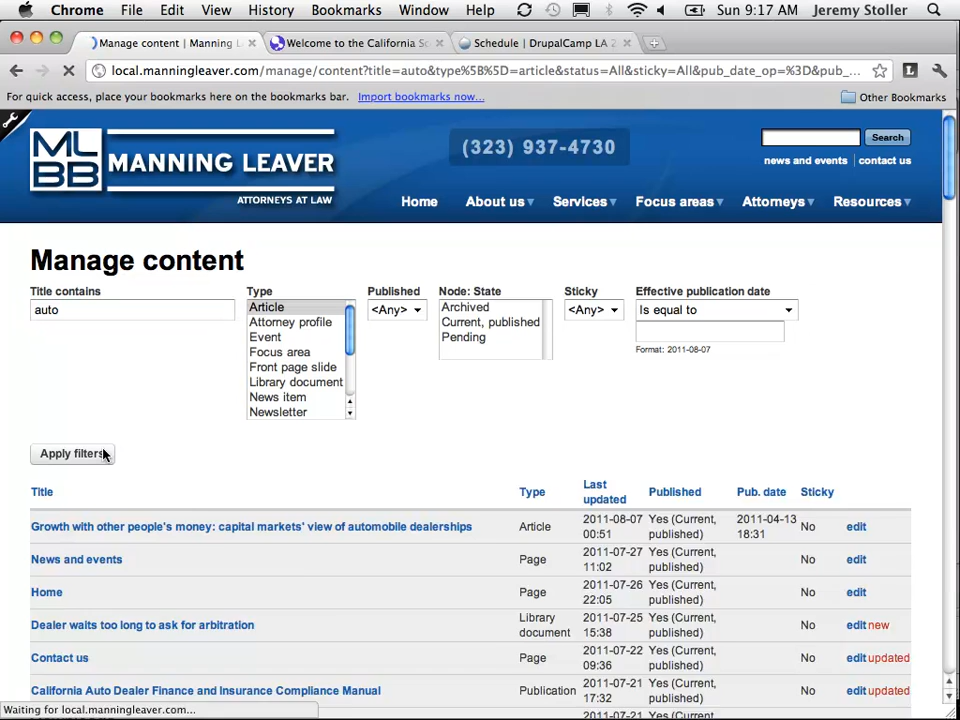 Chrome File Edit View History Bookmarks Window Help Sun 9:17 AM Jeremy Stoller
Manage content | Manning L Welcome to the California Sc Schedule | DrupalCamp LA 2
local.manningleaver.com/manage/content?title=auto&type%5B%5D=article&status=All&sticky=All&pub_date_op=%3D&pub_...
For quick access, place your bookmarks here on the bookmarks bar. Import bookmarks now... Other Bookmarks
ML
BB
MANNING LEAVER
ATTORNEYS AT LAW
(323) 937-4730
Search
news and events contact us
Home About us Services Focus areas Attorneys Resources
Manage content
Title contains Type Published Node: State Sticky Effective publication date
auto
Article
Attorney profile
Event
Focus area
Front page slide
Library document
News item
Newsletter
<Any>
Archived
Current, published
Pending
<Any>
Is equal to
Format: 2011-08-07
Apply filters
Title Type Last updated Published Pub. date Sticky
Growth with other people's money: capital markets' view of automobile dealerships Article 2011-08-07 00:51 Yes (Current, published) 2011-04-13 18:31 No edit
News and events Page 2011-07-27 11:02 Yes (Current, published) No edit
Home Page 2011-07-26 22:05 Yes (Current, published) No edit
Dealer waits too long to ask for arbitration Library document 2011-07-25 15:38 Yes (Current, published) No edit new
Contact us Page 2011-07-22 09:36 Yes (Current, published) No edit updated
California Auto Dealer Finance and Insurance Compliance Manual Publication 2011-07-21 17:32 Yes (Current, published) No edit updated
Waiting for local.manningleaver.com...